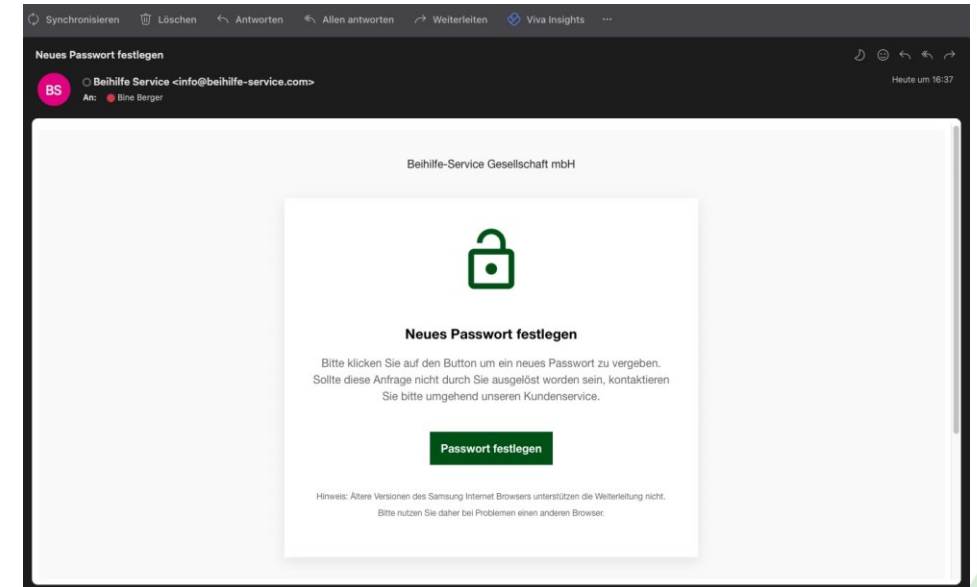 Synchronisieren Löschen Antworten Allen antworten Weiterleiten Viva Insights ...
Neues Passwort festlegen
BS
Beihilfe Service <info@beihilfe-service.com>
Heute um 16:37
An: Bine Berger
Beihilfe-Service Gesellschaft mbH
Neues Passwort festlegen
Bitte klicken Sie auf den Button um ein neues Passwort zu vergeben.
Sollte diese Anfrage nicht durch Sie ausgelöst worden sein, kontaktieren
Sie bitte umgehend unseren Kundenservice.
Passwort festlegen
Hinweis: Ältere Versionen des Samsung Internet Browsers unterstützen die Weiterleitung nicht.
Bitte nutzen Sie daher bei Problemen einen anderen Browser.